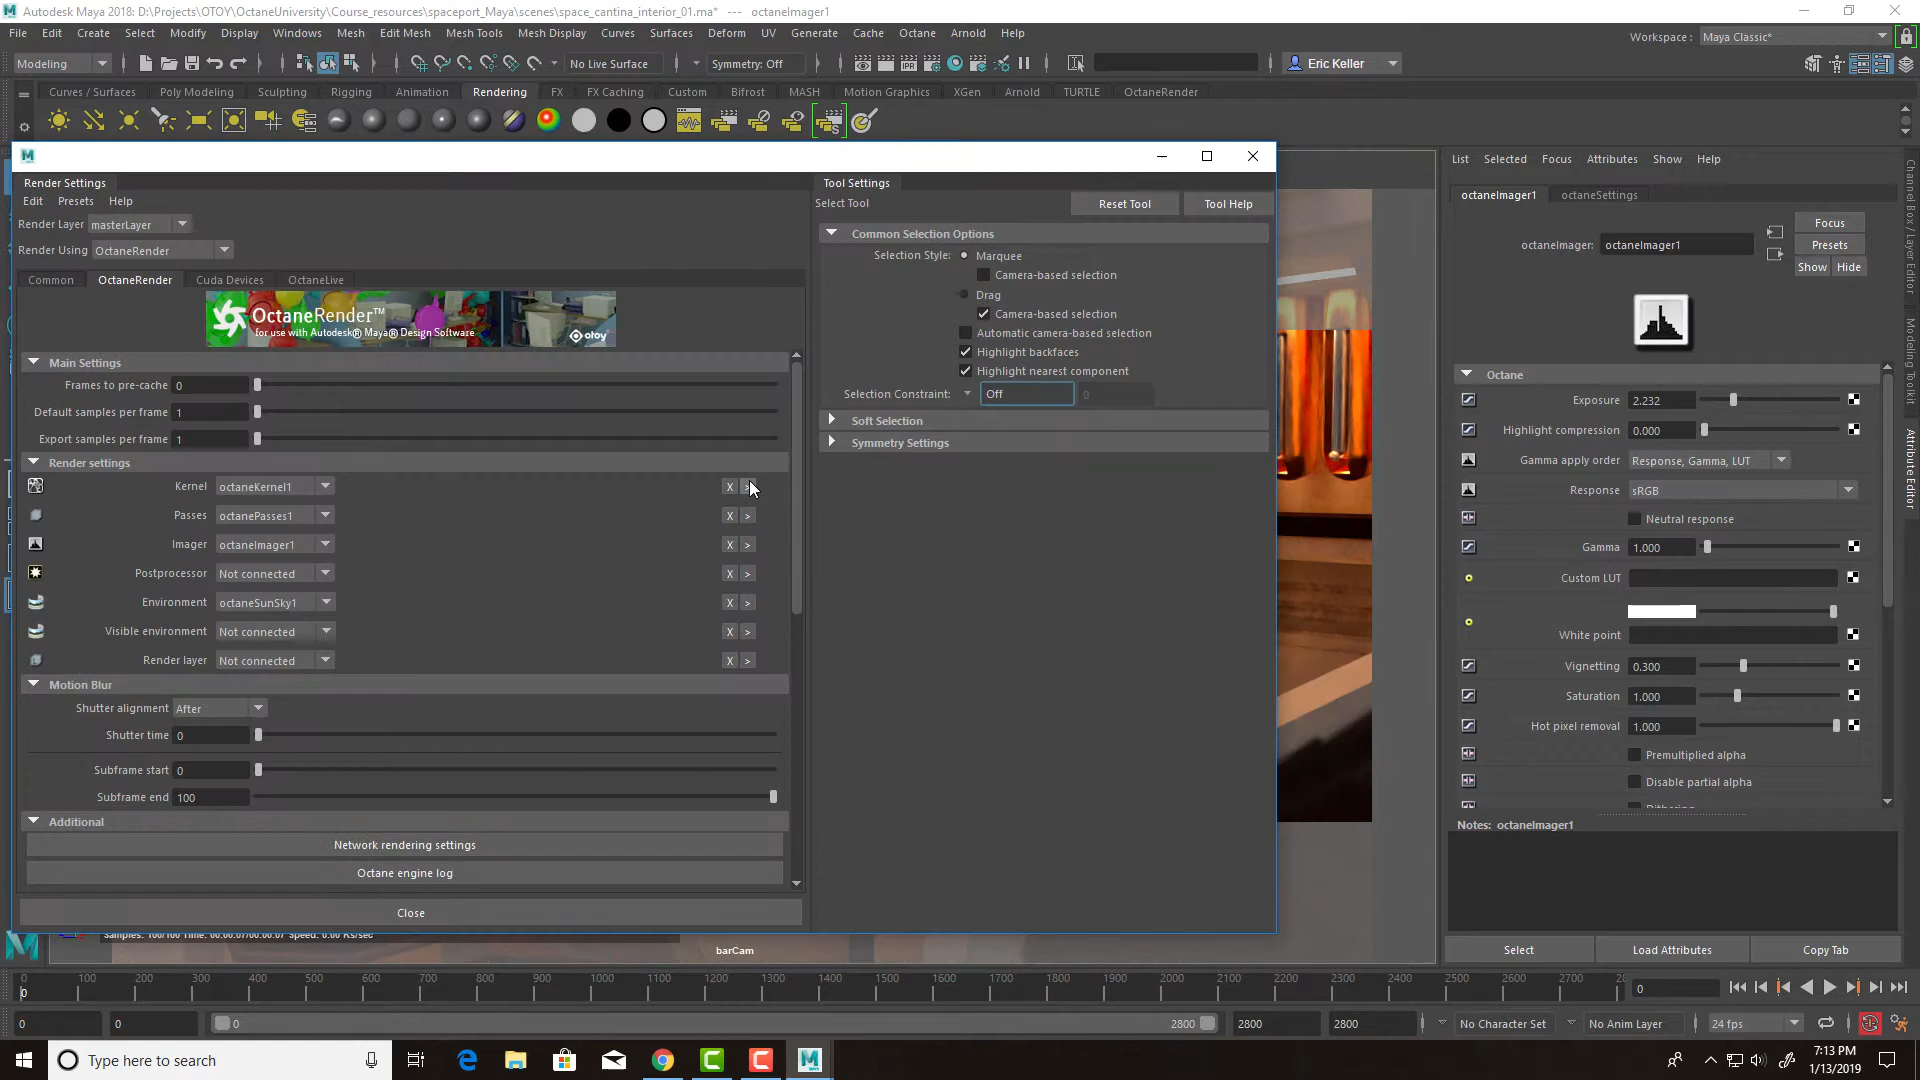 Autodesk Maya 2018: D:\Projects\OTOY\OctaneUniversity\Course_resources\spaceport_Maya\scenes\space_cantina_interior_01.ma* --- octaneImager1
File Edit Create Select Modify Display Windows Mesh Edit Mesh Mesh Tools Mesh Display Curves Surfaces Deform UV Generate Cache Octane Arnold Help
Workspace: Maya Classic*
Modeling No Live Surface Symmetry: Off Eric Keller
Curves / Surfaces Poly Modeling Sculpting Rigging Animation Rendering FX FX Caching Custom Bifrost MASH Motion Graphics XGen Arnold TURTLE OctaneRender
Render Settings
Edit Presets Help
Render Layer masterLayer
Render Using OctaneRender
Common OctaneRender Cuda Devices OctaneLive
OctaneRender™
for use with Autodesk® Maya® Design Software
otoy
Main Settings
Frames to pre-cache 0
Default samples per frame 1
Export samples per frame 1
Render settings
Kernel octaneKernel1 X >
Passes octanePasses1 X >
Imager octaneImager1 X >
Postprocessor Not connected X >
Environment octaneSunSky1 X >
Visible environment Not connected X >
Render layer Not connected X >
Motion Blur
Shutter alignment After
Shutter time 0
Subframe start 0
Subframe end 100
Additional
Network rendering settings
Octane engine log
Close
Tool Settings
Select Tool Reset Tool Tool Help
Common Selection Options
Selection Style: Marquee
Camera-based selection
Drag
Camera-based selection
Automatic camera-based selection
Highlight backfaces
Highlight nearest component
Selection Constraint: Off 0
Soft Selection
Symmetry Settings
barCam
List Selected Focus Attributes Show Help
octaneImager1 octaneSettings
octaneImager: octaneImager1
Focus
Presets
Show Hide
Octane
Exposure 2.232
Highlight compression 0.000
Gamma apply order Response, Gamma, LUT
Response sRGB
Neutral response
Gamma 1.000
Custom LUT
White point
Vignetting 0.300
Saturation 1.000
Hot pixel removal 1.000
Premultiplied alpha
Disable partial alpha
Notes: octaneImager1
Select Load Attributes Copy Tab
Channel Box / Layer Editor
Modeling Toolkit
Attribute Editor
0 100 200 300 400 500 600 700 800 900 1000 1100 1200 1300 1400 1500 1600 1700 1800 1900 2000 2100 2200 2300 2400 2500 2600 2700
0 0
0 0 0 2800 2800 2800 No Character Set No Anim Layer 24 fps
Type here to search
7:13 PM
1/13/2019